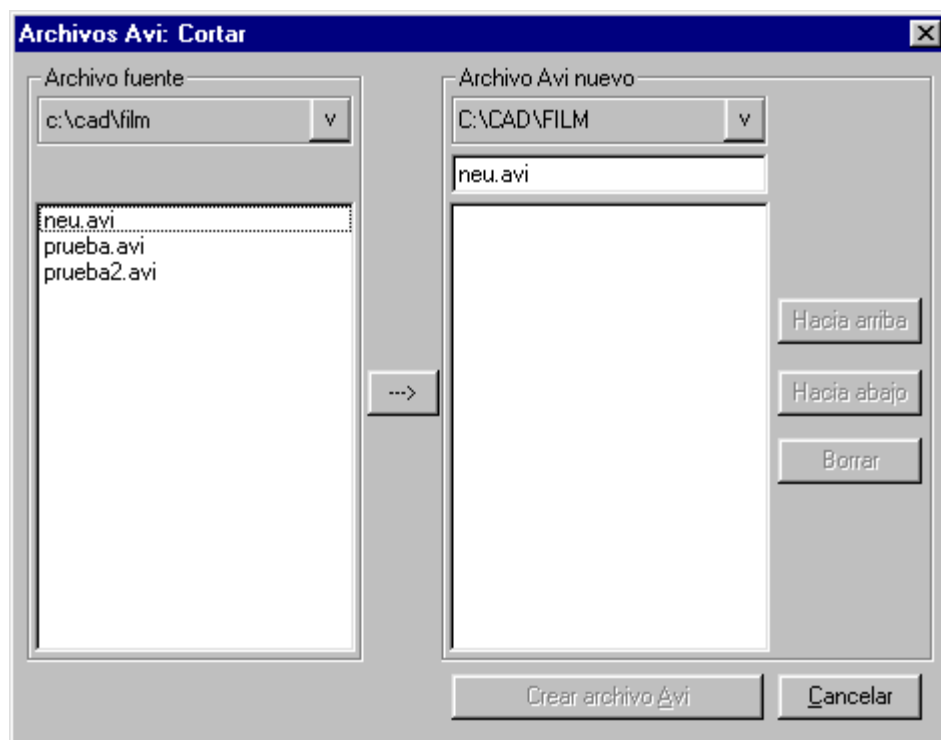 Archivos Avi: Cortar
Archivo fuente
c:\cad\film
v
neu.avi
prueba.avi
prueba2.avi
--->
Archivo Avi nuevo
C:\CAD\FILM
v
neu.avi
Hacia arriba
Hacia abajo
Borrar
Crear archivo Avi
Cancelar